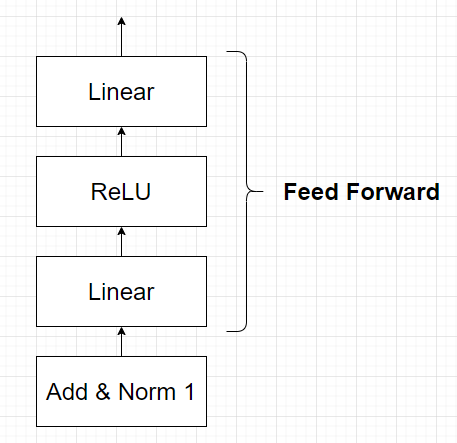 Linear
ReLU
Feed Forward
Linear
Add & Norm 1